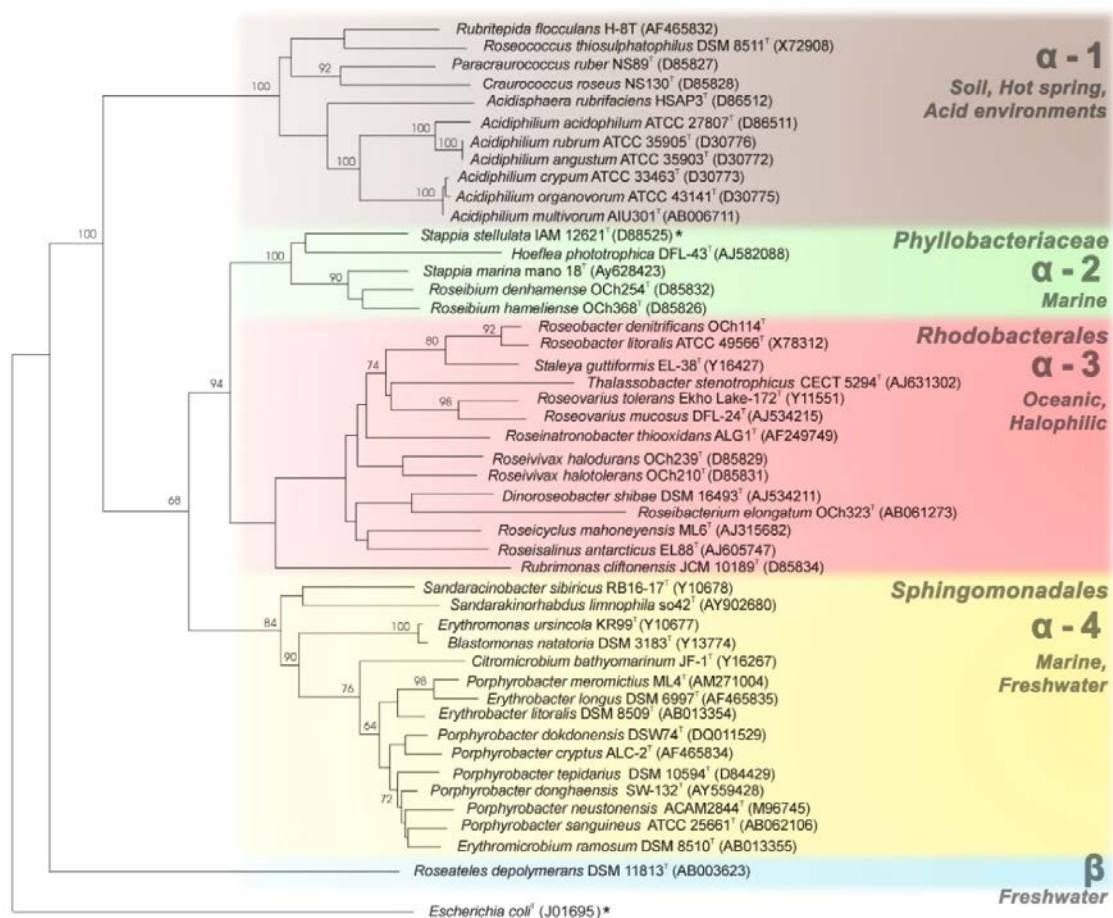 Rubritepida flocculans H-8T (AF465832)
Roseococcus thiosulphatophilus DSM 8511T (X72908)
Paracraurococcus ruber NS89T (D85827)
Craurococcus roseus NS130T (D85828)
Acidisphaera rubrifaciens HSAP3T (D86512)
Acidiphilium acidophilum ATCC 27807T (D86511)
Acidiphilium rubrum ATCC 35905T (D30776)
Acidiphilium angustum ATCC 35903T (D30772)
Acidiphilium crypum ATCC 33463T (D30773)
Acidiphilium organovorum ATCC 43141T (D30775)
Acidiphilium multivorum AIU301T (AB006711)
α - 1
Soil, Hot spring,
Acid environments
100
92
100
100
100
100
100
Stappia stellulata IAM 12621T (D88525)*
Hoeflea phototrophica DFL-43T (AJ582088)
Stappia marina mano 18T (Ay628423)
Roseibium denhamense OCh254T (D85832)
Roseibium hameliense OCh368T (D85826)
Phyllobacteriaceae
α - 2
Marine
100
90
Roseobacter denitrificans OCh114T
Roseobacter litoralis ATCC 49566T (X78312)
Staleya guttiformis EL-38T (Y16427)
Thalassobacter stenotrophicus CECT 5294T (AJ631302)
Roseovarius tolerans Ekho Lake-172T (Y11551)
Roseovarius mucosus DFL-24T (AJ534215)
Roseinatronobacter thiooxidans ALG1T (AF249749)
Roseivivax halodurans OCh239T (D85829)
Roseivivax halotolerans OCh210T (D85831)
Dinoroseobacter shibae DSM 16493T (AJ534211)
Roseibacterium elongatum OCh323T (AB061273)
Roseicyclus mahoneyensis ML6T (AJ315682)
Roseisalinus antarcticus EL88T (AJ605747)
Rubrimonas cliftonensis JCM 10189T (D85834)
Rhodobacterales
α - 3
Oceanic,
Halophilic
92
80
74
98
94
68
Sandaracinobacter sibiricus RB16-17T (Y10678)
Sandarakinorhabdus limnophila so42T (AY902680)
Erythromonas ursincola KR99T (Y10677)
Blastomonas natatoria DSM 3183T (Y13774)
Citromicrobium bathyomarinum JF-1T (Y16267)
Porphyrobacter meromictius ML4T (AM271004)
Erythrobacter longus DSM 6997T (AF465835)
Erythrobacter litoralis DSM 8509T (AB013354)
Porphyrobacter dokdonensis DSW74T (DQ011529)
Porphyrobacter cryptus ALC-2T (AF465834)
Porphyrobacter tepidarius DSM 10594T (D84429)
Porphyrobacter donghaensis SW-132T (AY559428)
Porphyrobacter neustonensis ACAM2844T (M96745)
Porphyrobacter sanguineus ATCC 25661T (AB062106)
Erythromicrobium ramosum DSM 8510T (AB013355)
Sphingomonadales
α - 4
Marine,
Freshwater
84
100
90
76
98
64
72
Roseateles depolymerans DSM 11813T (AB003623)
β
Freshwater
Escherichia coliT (J01695)*